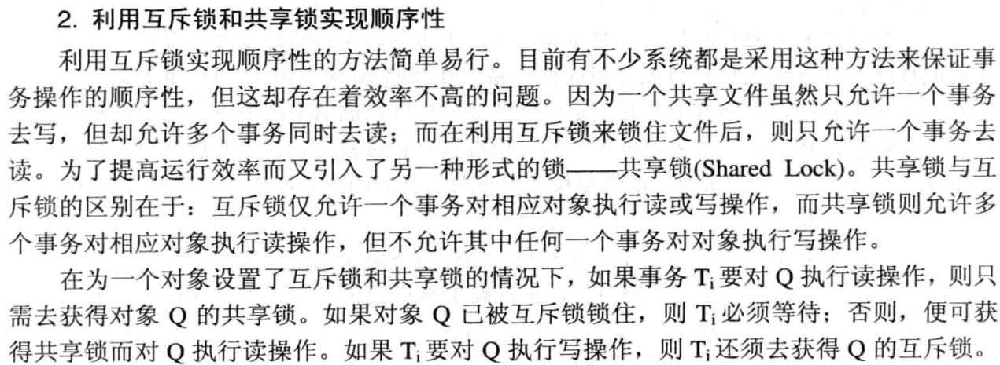 2. 利用互斥锁和共享锁实现顺序性
利用互斥锁实现顺序性的方法简单易行。目前有不少系统都是采用这种方法来保证事
务操作的顺序性，但这却存在着效率不高的问题。因为一个共享文件虽然只允许一个事务
去写，但却允许多个事务同时去读；而在利用互斥锁来锁住文件后，则只允许一个事务去
读。为了提高运行效率而又引入了另一种形式的锁——共享锁(Shared Lock)。共享锁与互
斥锁的区别在于：互斥锁仅允许一个事务对相应对象执行读或写操作，而共享锁则允许多
个事务对相应对象执行读操作，但不允许其中任何一个事务对对象执行写操作。
在为一个对象设置了互斥锁和共享锁的情况下，如果事务 Ti 要对 Q 执行读操作，则只
需去获得对象 Q 的共享锁。如果对象 Q 已被互斥锁锁住，则 Ti 必须等待；否则，便可获
得共享锁而对 Q 执行读操作。如果 Ti 要对 Q 执行写操作，则 Ti 还须去获得 Q 的互斥锁。